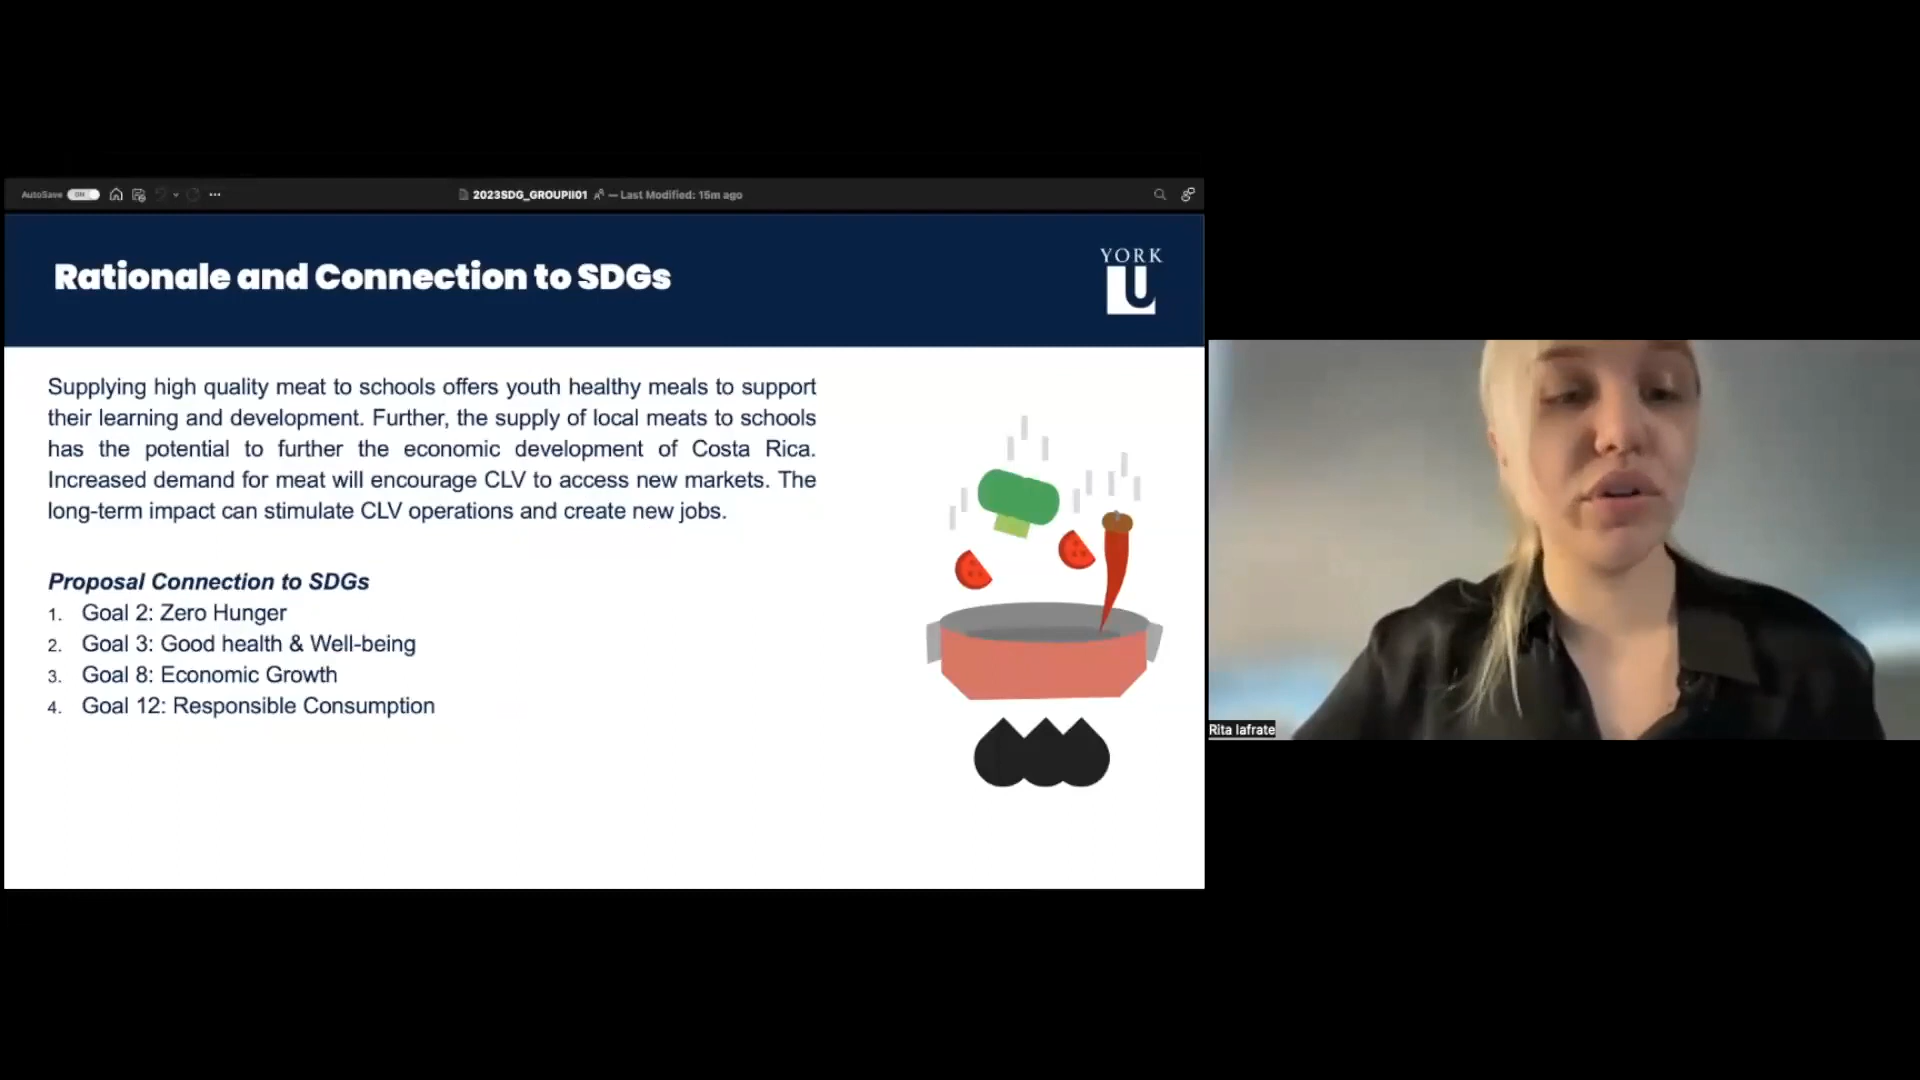 AutoSave ON 2023SDG_GROUPII01 — Last Modified: 15m ago
Rationale and Connection to SDGs
YORK
U
Supplying high quality meat to schools offers youth healthy meals to support
their learning and development. Further, the supply of local meats to schools
has the potential to further the economic development of Costa Rica.
Increased demand for meat will encourage CLV to access new markets. The
long-term impact can stimulate CLV operations and create new jobs.
Proposal Connection to SDGs
1. Goal 2: Zero Hunger
2. Goal 3: Good health & Well-being
3. Goal 8: Economic Growth
4. Goal 12: Responsible Consumption
Rita Iafrate